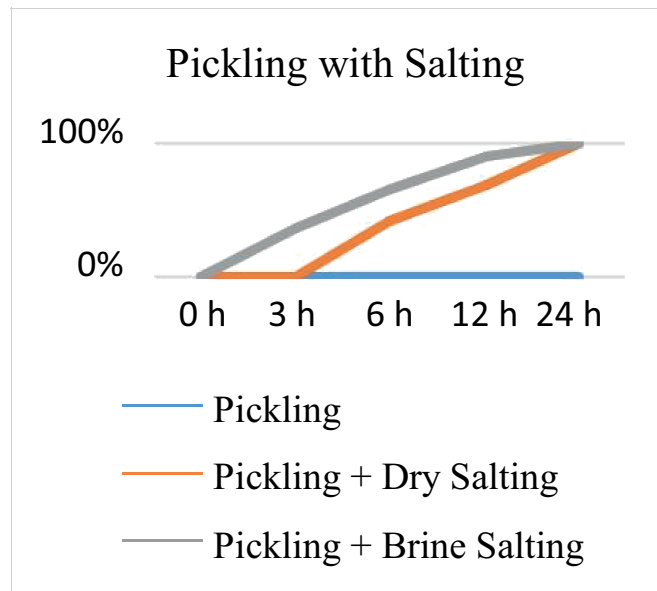 Pickling with Salting
100%
0%
0 h 3 h 6 h 12 h 24 h
Pickling
Pickling + Dry Salting
Pickling + Brine Salting